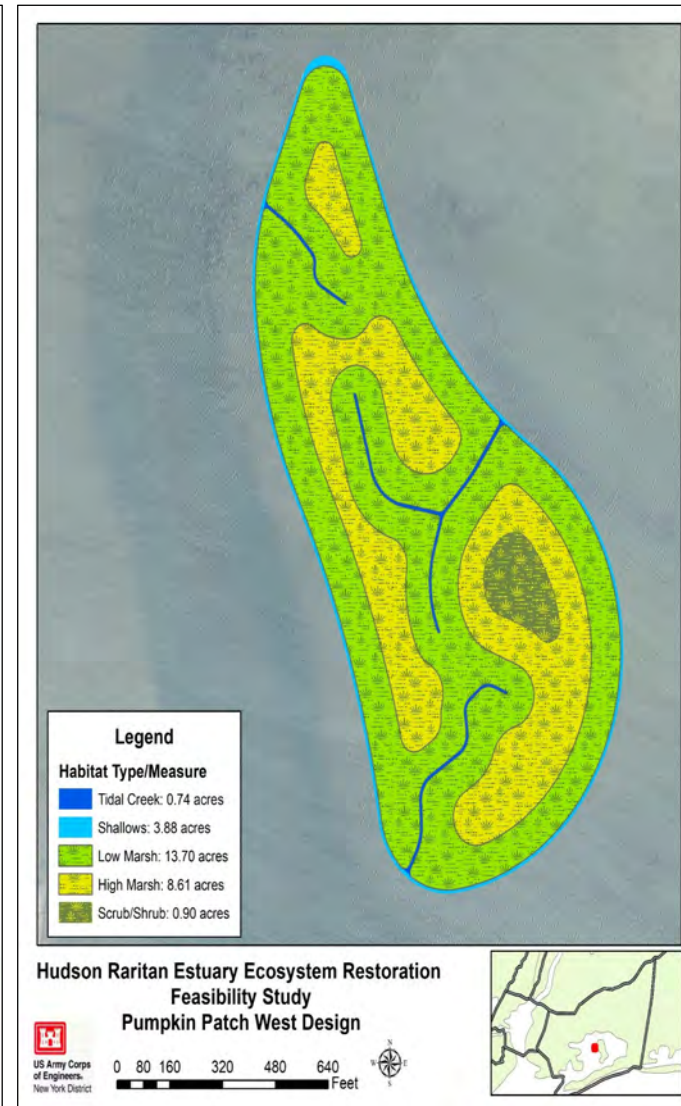 Legend
Habitat Type/Measure
Tidal Creek: 0.74 acres
Shallows: 3.88 acres
Low Marsh: 13.70 acres
High Marsh: 8.61 acres
Scrub/Shrub: 0.90 acres
Hudson Raritan Estuary Ecosystem Restoration
Feasibility Study
Pumpkin Patch West Design
US Army Corps
of Engineers®
New York District
0 80 160 320 480 640
Feet
N
W E
S